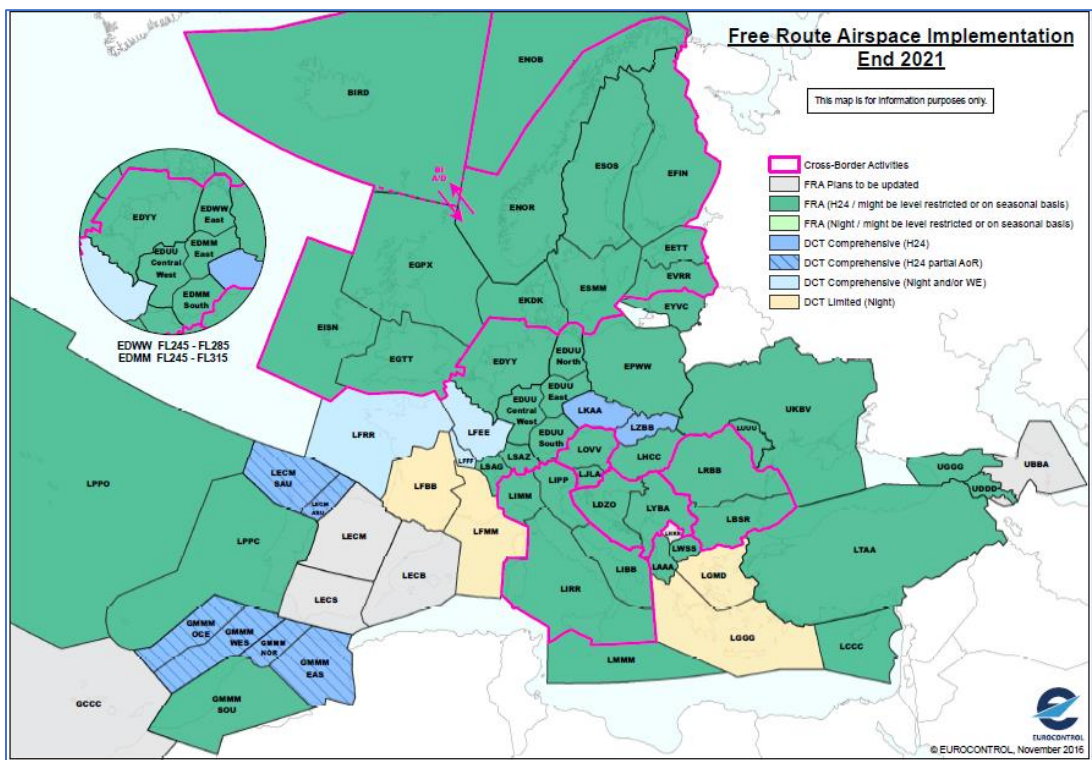 Free Route Airspace Implementation
End 2021
This map is for information purposes only.
Cross-Border Activities
FRA Plans to be updated
FRA (H24 / might be level restricted or on seasonal basis)
FRA (Night / might be level restricted or on seasonal basis)
DCT Comprehensive (H24)
DCT Comprehensive (H24 partial AoR)
DCT Comprehensive (Night and/or WE)
DCT Limited (Night)
BIRD
ENOB
BI
A/D
ESOS
EFIN
ENOR
EGPX
EETT
EVRR
ESMM
EKDK
EYVC
EISN
EGTT
EDYY
EDWW
East
EDMM
East
EDUU
Central
West
EDMM
South
EDWW FL245 - FL285
EDMM FL245 - FL315
EDYY
EDUU
North
EPWW
EDUU
East
EDUU
Central
West
LKAA
UKBV
LFRR
LFEE
EDUU
South
LZBB
LUUU
LOVV
LHCC
LFFF
LSAG
LSAZ
LRBB
UGGG
UBBA
UDDD
LPPO
LECM
SAU
LECM
ASU
LFBB
LIMM
LIPP
LJLA
LDZO
LYBA
LBSR
LPPC
LECM
LFMM
LWSS
LTAA
LECB
LIBB
LAAA
LGMD
LECS
LIRR
GMMM
OCE
GMMM
WES
GMMM
NOR
GMMM
EAS
LMMM
LGGG
LCCC
GCCC
GMMM
SOU
EUROCONTROL
© EUROCONTROL, November 2016